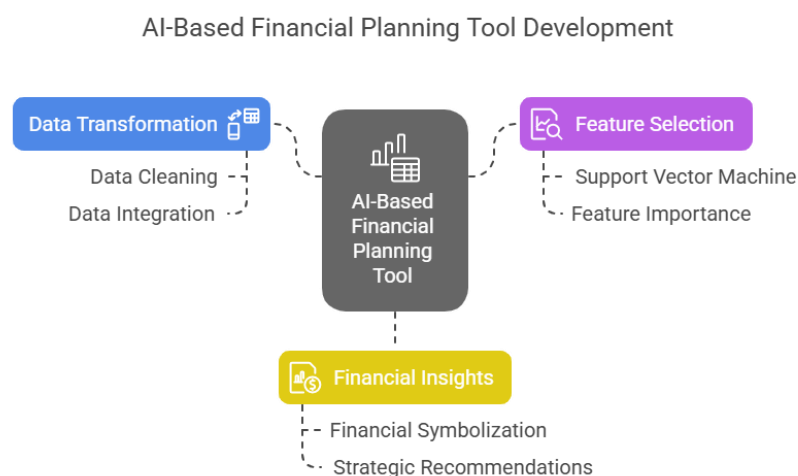 AI-Based Financial Planning Tool Development
Data Transformation
Data Cleaning
Data Integration
AI-Based
Financial
Planning
Tool
Feature Selection
Support Vector Machine
Feature Importance
Financial Insights
Financial Symbolization
Strategic Recommendations